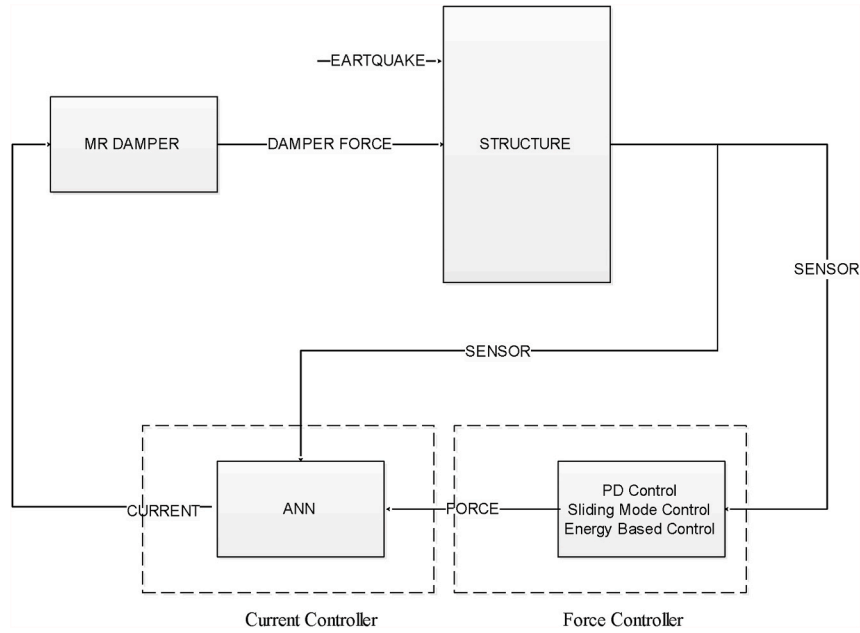 EARTQUAKE
MR DAMPER
DAMPER FORCE
STRUCTURE
SENSOR
SENSOR
CURRENT
ANN
FORCE
PD Control
Sliding Mode Control
Energy Based Control
Current Controller
Force Controller